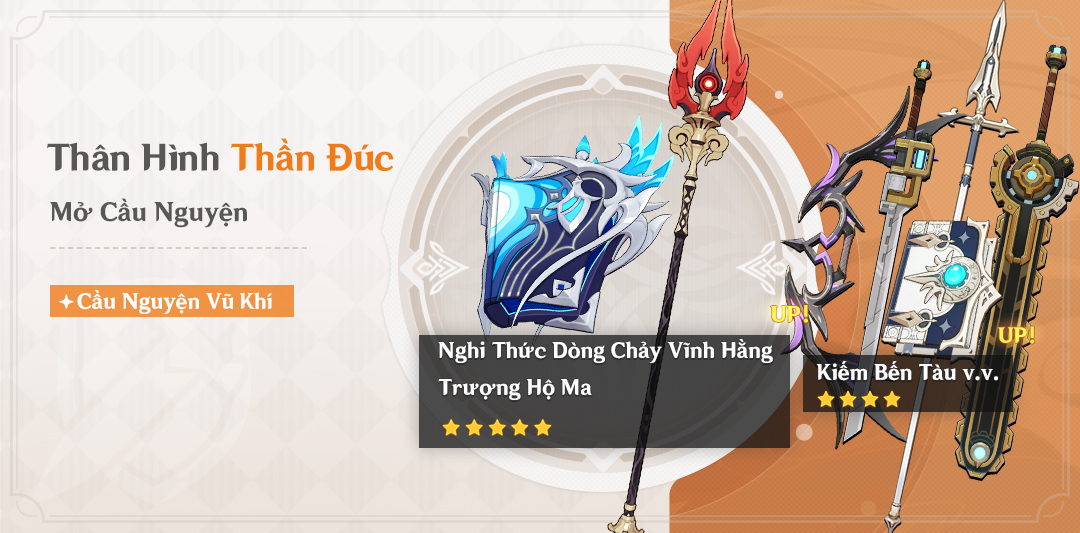 Thân Hình Thần Đúc
Mở Cầu Nguyện
Cầu Nguyện Vũ Khí
Nghi Thức Dòng Chảy Vĩnh Hằng
Trượng Hộ Ma
UP!
Kiếm Bến Tàu v.v.
UP!